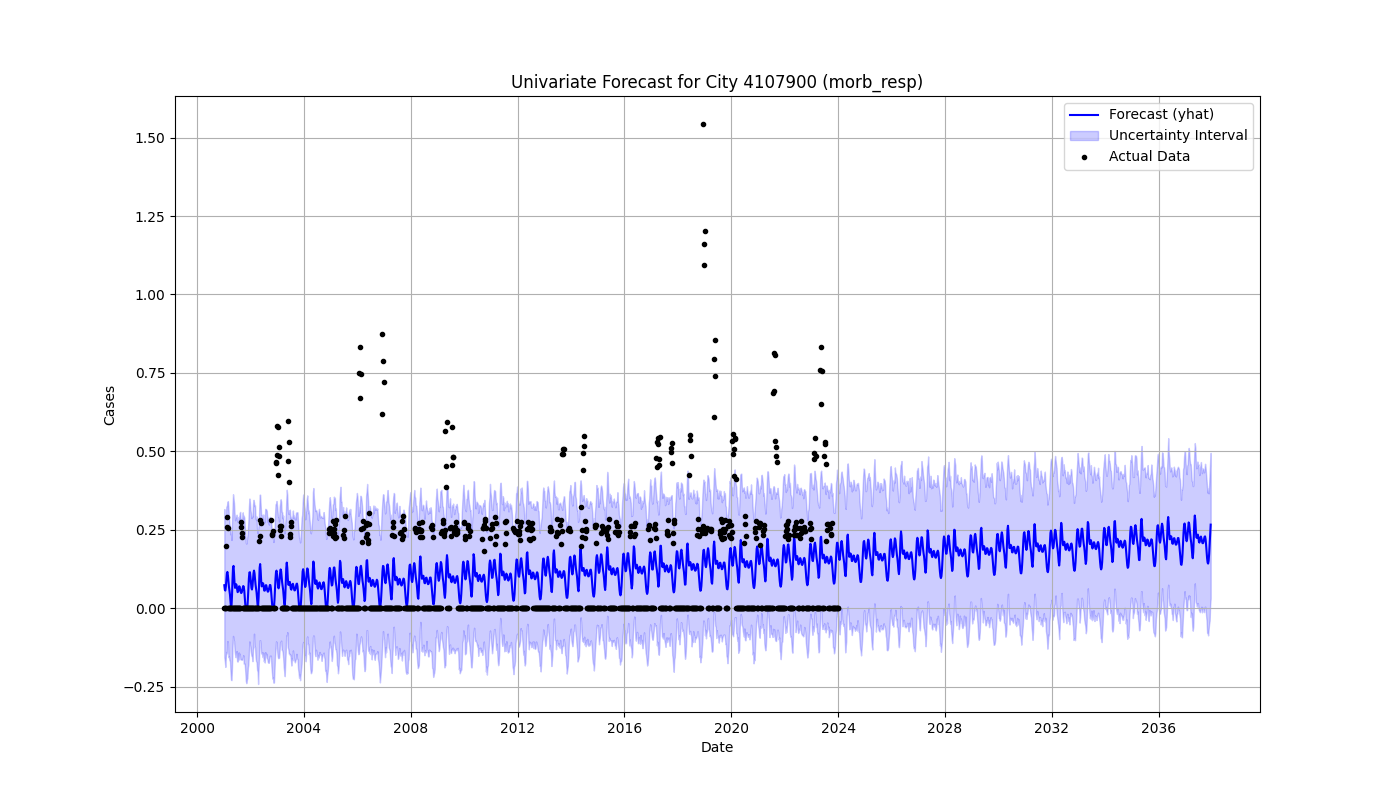 Univariate Forecast for City 4107900 (morb_resp)
Forecast (yhat)
Uncertainty Interval
Actual Data
Cases
1.50
1.25
1.00
0.75
0.50
0.25
0.00
−0.25
2000 2004 2008 2012 2016 2020 2024 2028 2032 2036
Date